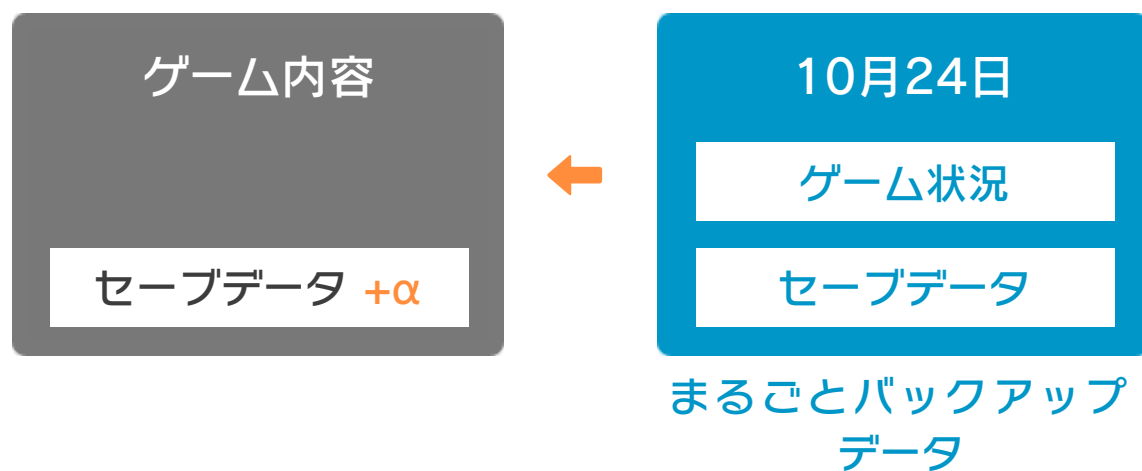 ゲーム内容
セーブデータ +α
10月24日
ゲーム状況
セーブデータ
まるごとバックアップ
データ